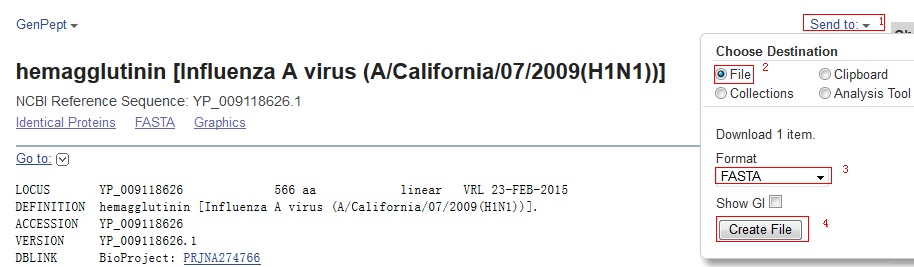 GenPept
Send to: 1
Ch
Choose Destination
File 2
Clipboard
Collections
Analysis Tool
Download 1 item.
Format
FASTA 3
Show GI
Create File 4
hemagglutinin [Influenza A virus (A/California/07/2009(H1N1))]
NCBI Reference Sequence: YP_009118626.1
Identical Proteins FASTA Graphics
Go to:
LOCUS YP_009118626 566 aa linear VRL 23-FEB-2015
DEFINITION hemagglutinin [Influenza A virus (A/California/07/2009(H1N1))].
ACCESSION YP_009118626
VERSION YP_009118626.1
DBLINK BioProject: PRJNA274766